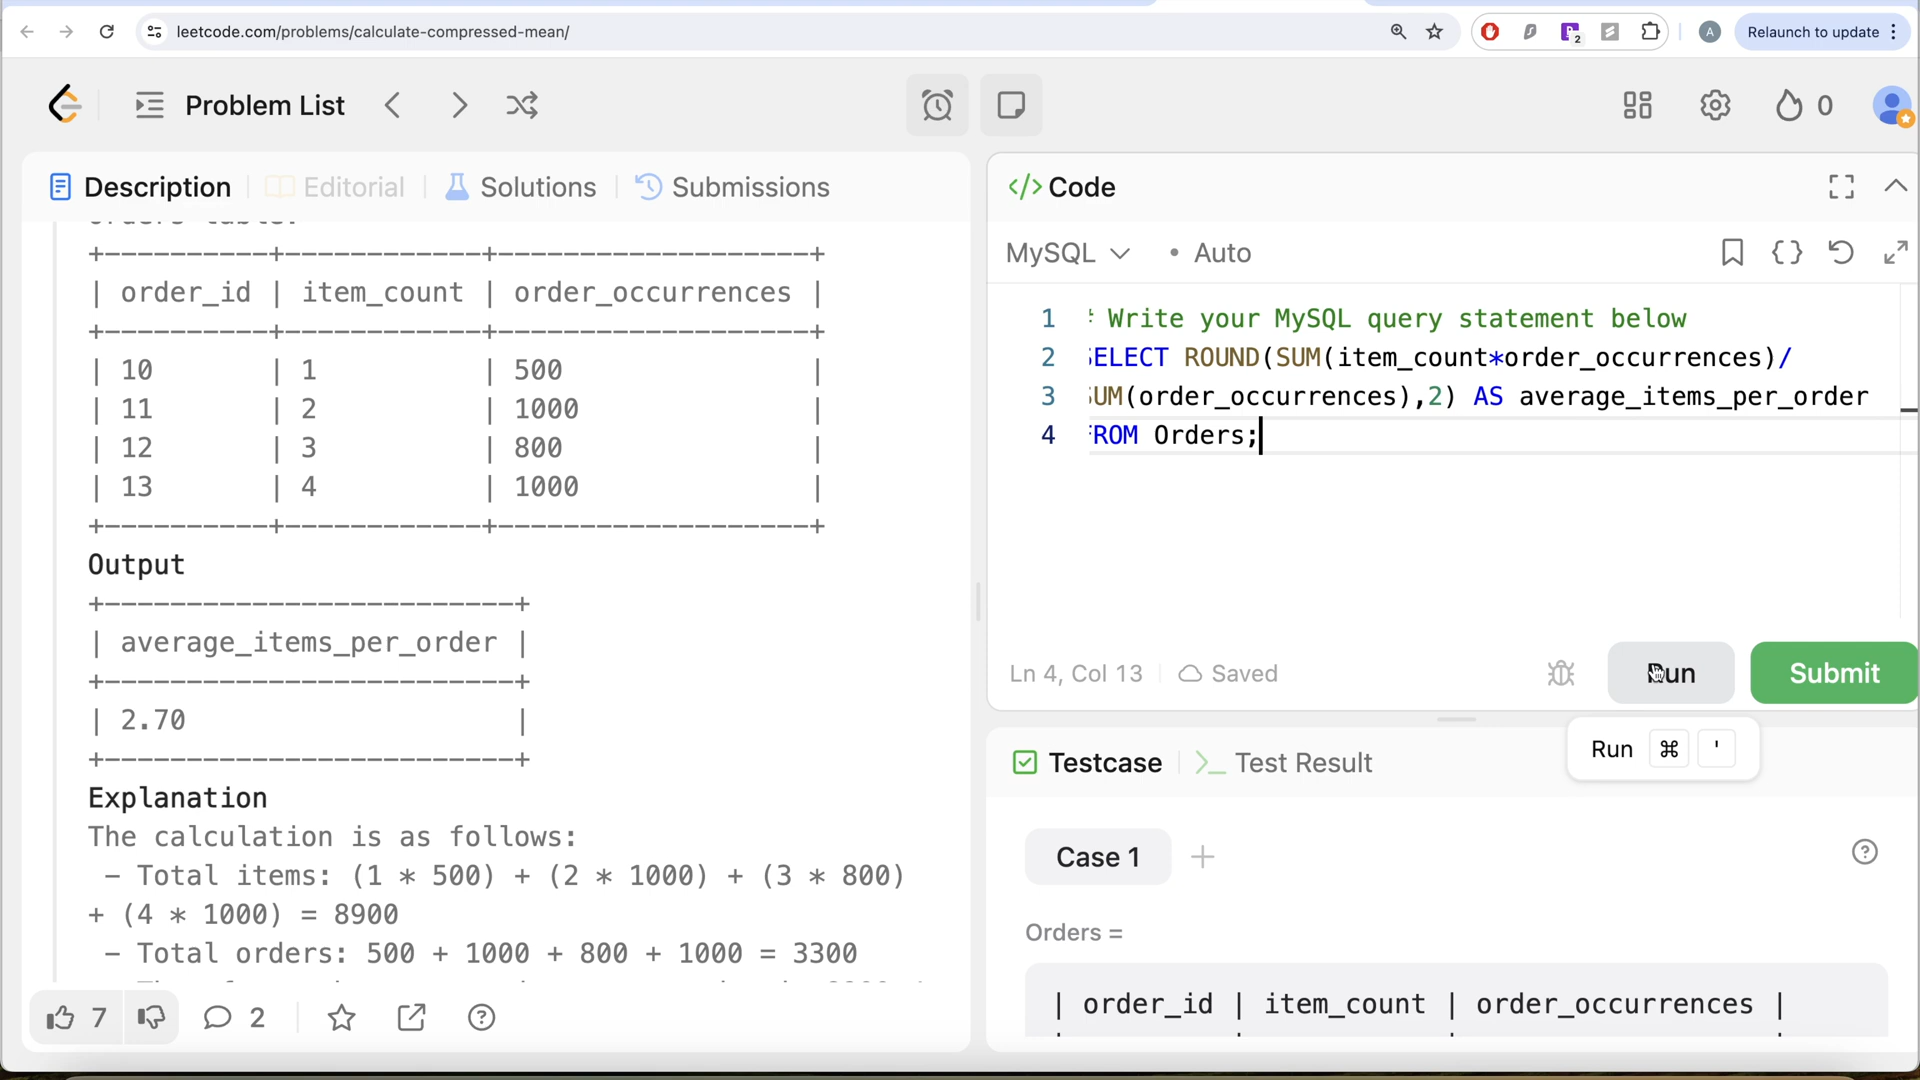 leetcode.com/problems/calculate-compressed-mean/
2
A
Relaunch to update
Problem List
0
Description
Editorial
Solutions
Submissions
+----------+------------+-------------------+
| order_id | item_count | order_occurrences |
+----------+------------+-------------------+
| 10 | 1 | 500 |
| 11 | 2 | 1000 |
| 12 | 3 | 800 |
| 13 | 4 | 1000 |
+----------+------------+-------------------+
Output
+-------------------------+
| average_items_per_order |
+-------------------------+
| 2.70 |
+-------------------------+
Explanation
The calculation is as follows:
- Total items: (1 * 500) + (2 * 1000) + (3 * 800)
+ (4 * 1000) = 8900
- Total orders: 500 + 1000 + 800 + 1000 = 3300
7
2
</> Code
MySQL
• Auto
1 # Write your MySQL query statement below
2 SELECT ROUND(SUM(item_count*order_occurrences)/
3 SUM(order_occurrences),2) AS average_items_per_order
4 FROM Orders;
Ln 4, Col 13
Saved
Run
Submit
Run ⌘ '
Testcase
Test Result
Case 1
Orders =
| order_id | item_count | order_occurrences |